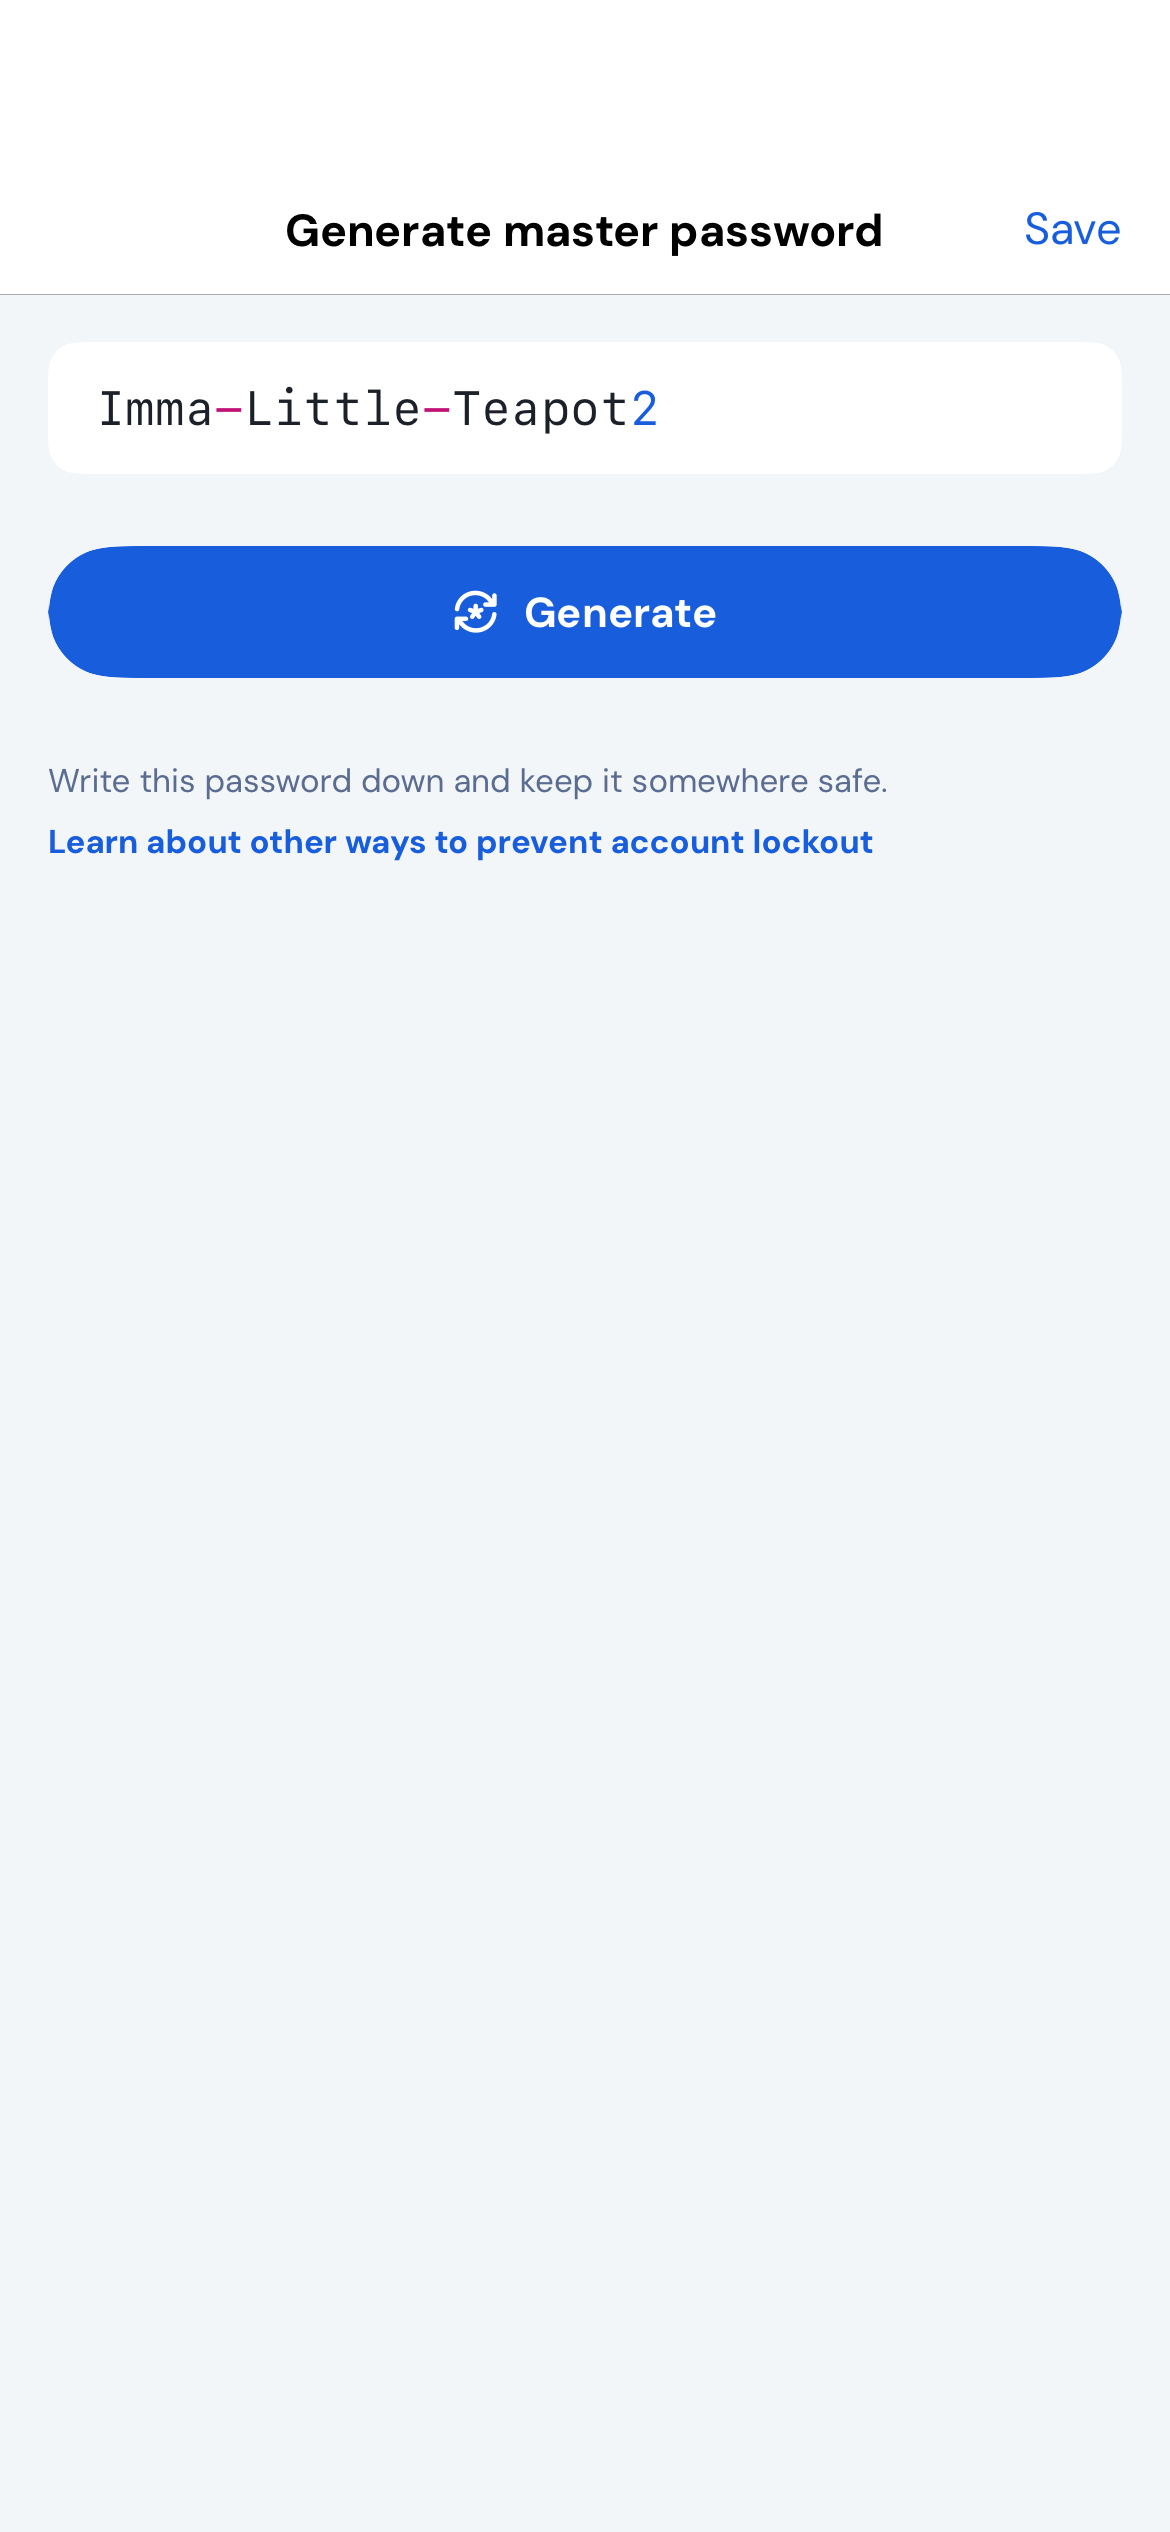 Generate master password
Save
Imma-Little-Teapot2
Generate
Write this password down and keep it somewhere safe.
Learn about other ways to prevent account lockout